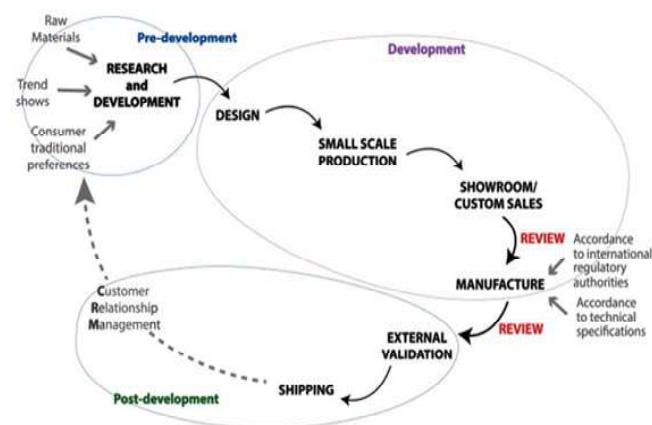 Raw
Materials
Pre-development
Development
RESEARCH
and
DEVELOPMENT
Trend
shows
Consumer
traditional
preferences
DESIGN
SMALL SCALE
PRODUCTION
SHOWROOM/
CUSTOM SALES
REVIEW
Accordance
to international
regulatory
authorities
MANUFACTURE
Accordance
to technical
specifications
REVIEW
Customer
Relationship
Management
EXTERNAL
VALIDATION
SHIPPING
Post-development